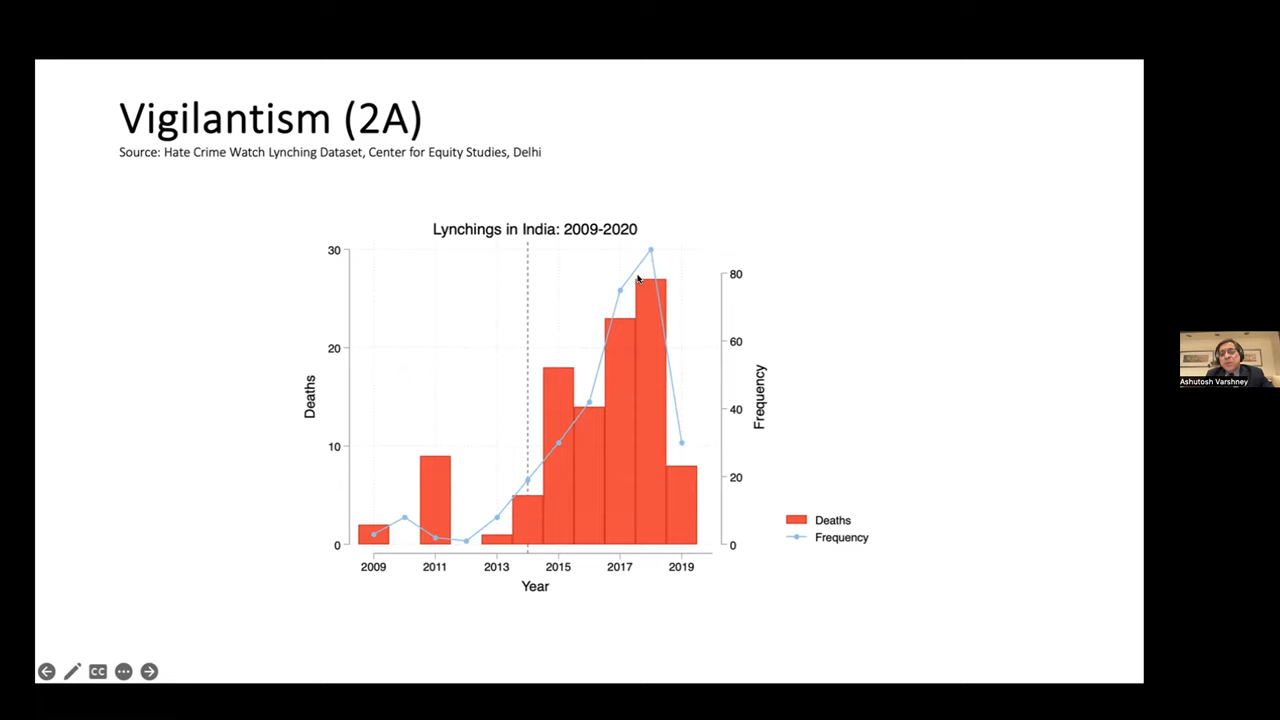 Vigilantism (2A)
Source: Hate Crime Watch Lynching Dataset, Center for Equity Studies, Delhi
Lynchings in India: 2009-2020
30
20
10
0
Deaths
80
60
40
20
0
Frequency
2009 2011 2013 2015 2017 2019
Year
Deaths
Frequency
CC
Ashutosh Varshney